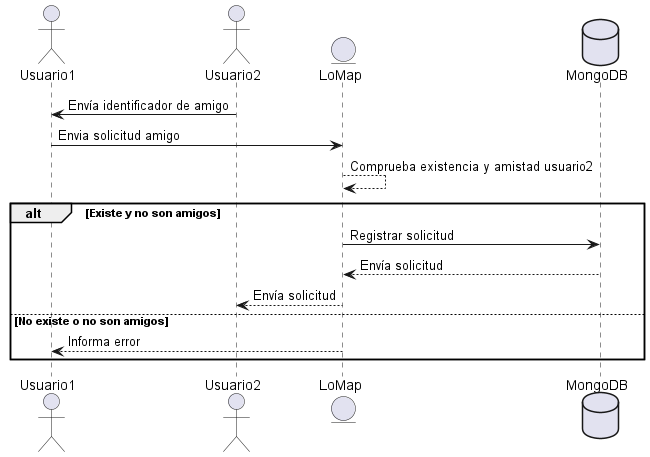 Usuario1 Usuario2 LoMap MongoDB
Envía identificador de amigo
Envia solicitud amigo
Comprueba existencia y amistad usuario2
alt [Existe y no son amigos]
Registrar solicitud
Envía solicitud
Envía solicitud
[No existe o no son amigos]
Informa error
Usuario1 Usuario2 LoMap MongoDB